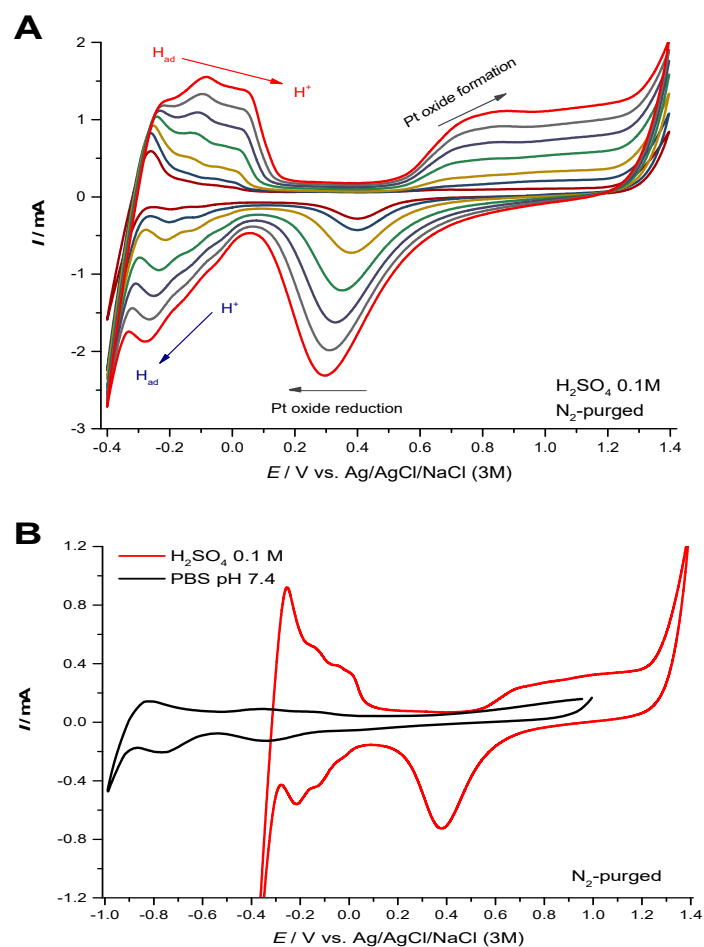 A
2
1
0
-1
-2
-3
I / mA
Had
H+
Pt oxide formation
H+
Had
Pt oxide reduction
H2SO4 0.1M
N2-purged
-0.4 -0.2 0.0 0.2 0.4 0.6 0.8 1.0 1.2 1.4
E / V vs. Ag/AgCl/NaCl (3M)
B
1.2
0.8
0.4
0.0
-0.4
-0.8
-1.2
I / mA
H2SO4 0.1 M
PBS pH 7.4
N2-purged
-1.0 -0.8 -0.6 -0.4 -0.2 0.0 0.2 0.4 0.6 0.8 1.0 1.2 1.4
E / V vs. Ag/AgCl/NaCl (3M)